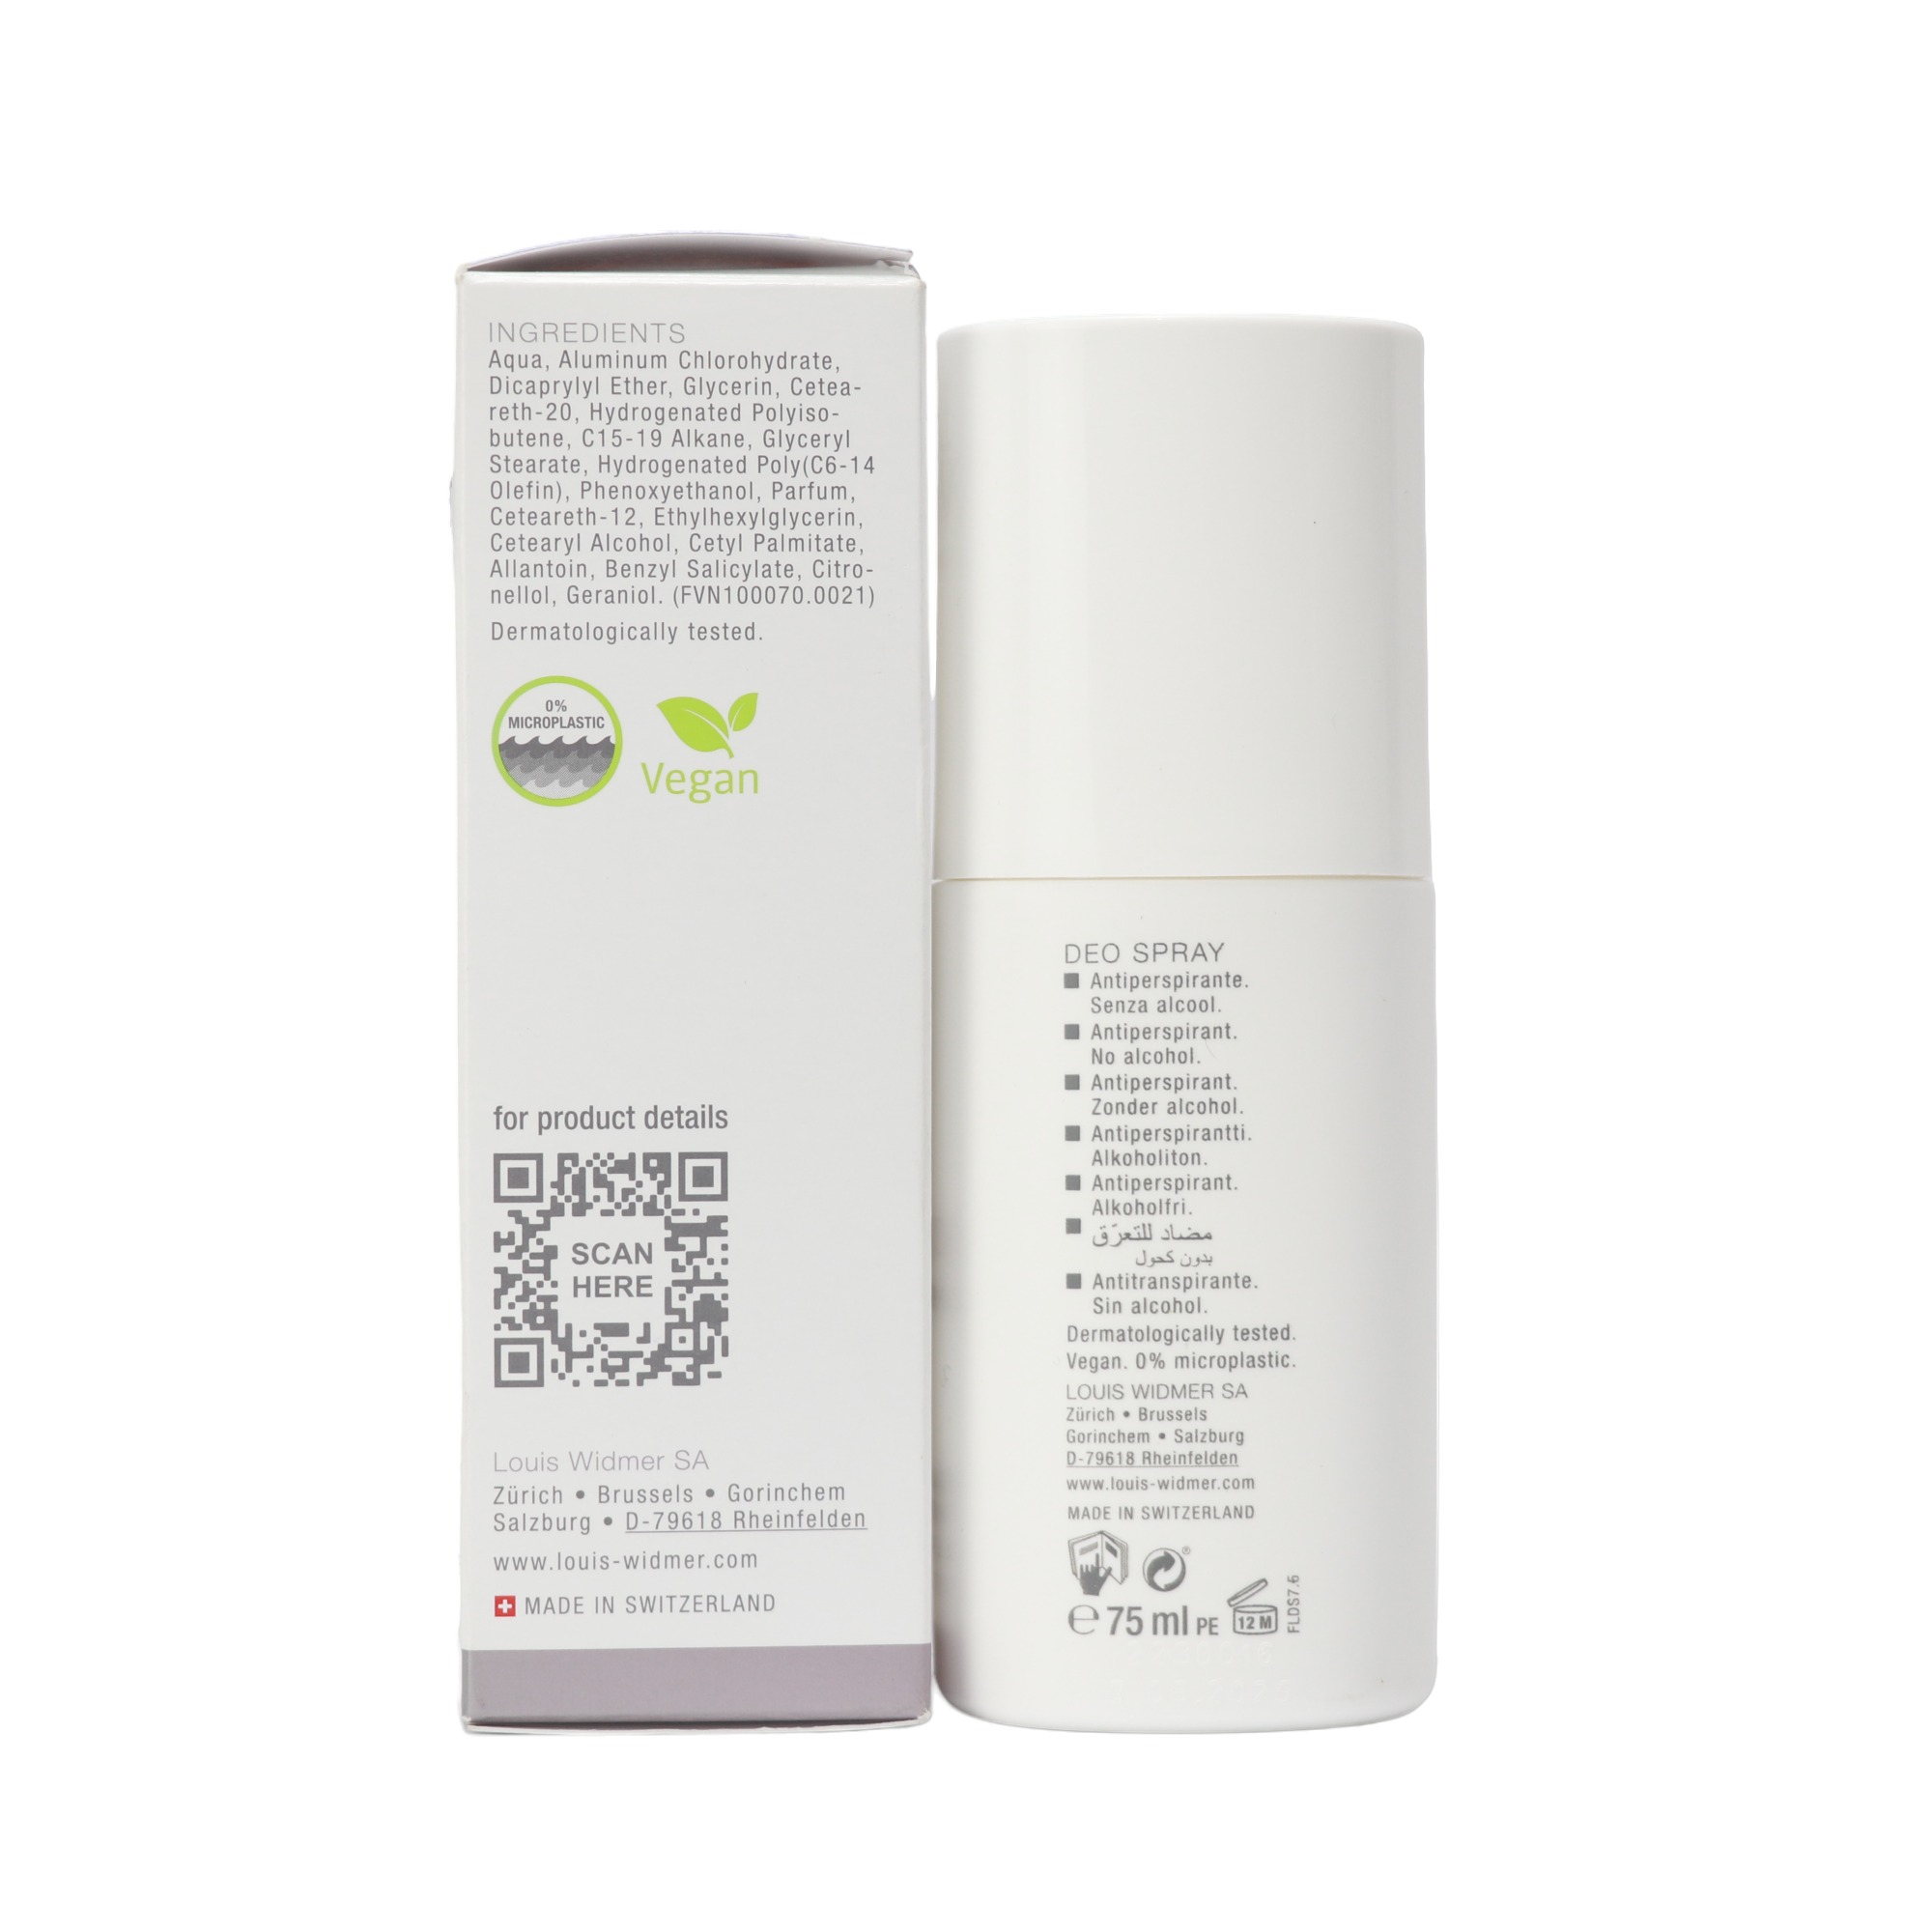 INGREDIENTS
Aqua, Aluminum Chlorohydrate,
Dicaprylyl Ether, Glycerin, Cetea-
reth-20, Hydrogenated Polyiso-
butene, C15-19 Alkane, Glyceryl
Stearate, Hydrogenated Poly(C6-14
Olefin), Phenoxyethanol, Parfum,
Ceteareth-12, Ethylhexylglycerin,
Cetearyl Alcohol, Cetyl Palmitate,
Allantoin, Benzyl Salicylate, Citro-
nellol, Geraniol. (FVN100070.0021)
Dermatologically tested.
0%
MICROPLASTIC
Vegan
for product details
SCAN
HERE
Louis Widmer SA
Zürich • Brussels • Gorinchem
Salzburg • D-79618 Rheinfelden
www.louis-widmer.com
MADE IN SWITZERLAND
DEO SPRAY
■ Antiperspirante.
Senza alcool.
■ Antiperspirant.
No alcohol.
■ Antiperspirant.
Zonder alcohol.
■ Antiperspirantti.
Alkoholiton.
■ Antiperspirant.
Alkoholfri.
■ مضاد للتعرّق
بدون كحول
■ Antitranspirante.
Sin alcohol.
Dermatologically tested.
Vegan. 0% microplastic.
LOUIS WIDMER SA
Zürich • Brussels
Gorinchem • Salzburg
D-79618 Rheinfelden
www.louis-widmer.com
MADE IN SWITZERLAND
℮ 75 ml PE 12 M
FLDS7.6